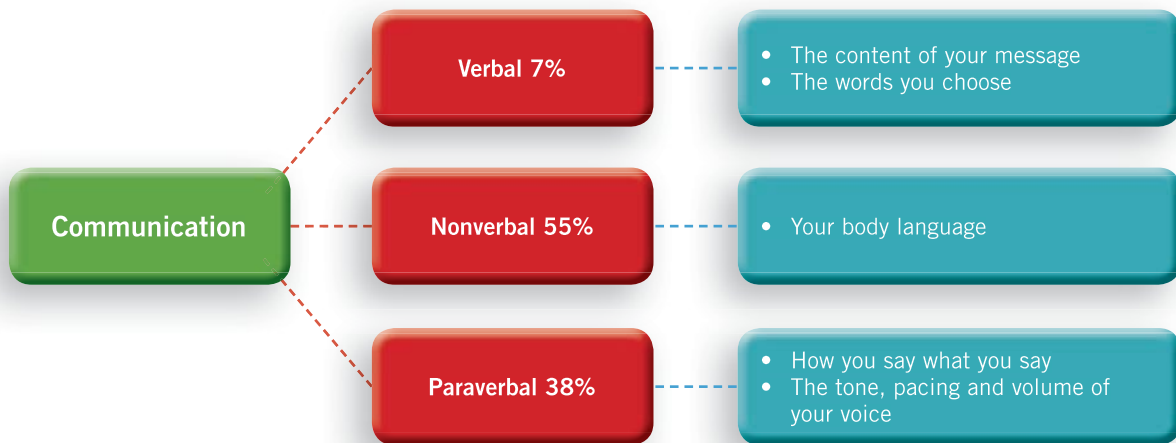 Communication
Verbal 7%
• The content of your message
• The words you choose
Nonverbal 55%
• Your body language
Paraverbal 38%
• How you say what you say
• The tone, pacing and volume of
your voice